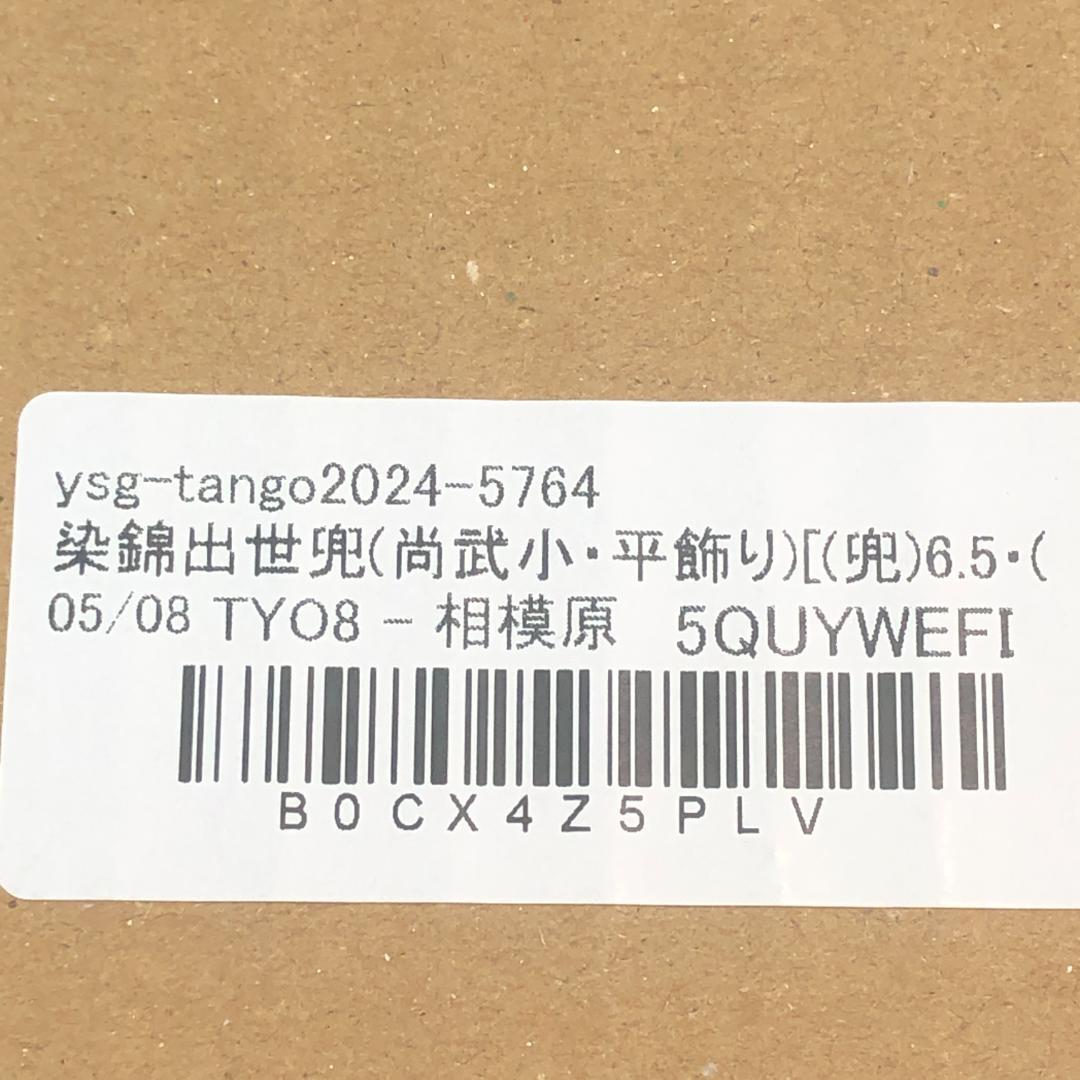 ysg-tango2024-5764
染錦出世兜(尚武小・平飾り)[(兜)6.5・(
05/08 TYO8 - 相模原 5QUYWEFI
B0CX4Z5PLV